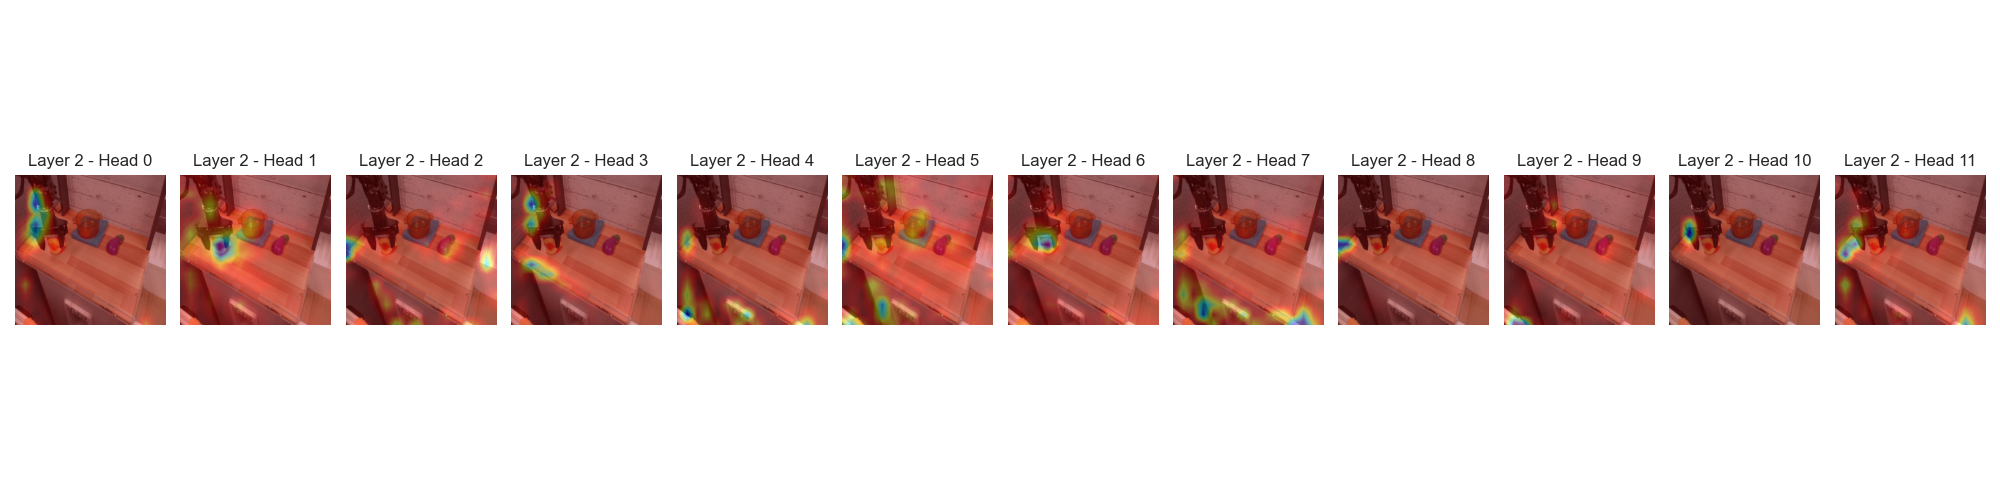 Layer 2 - Head 0
Layer 2 - Head 1
Layer 2 - Head 2
Layer 2 - Head 3
Layer 2 - Head 4
Layer 2 - Head 5
Layer 2 - Head 6
Layer 2 - Head 7
Layer 2 - Head 8
Layer 2 - Head 9
Layer 2 - Head 10
Layer 2 - Head 11